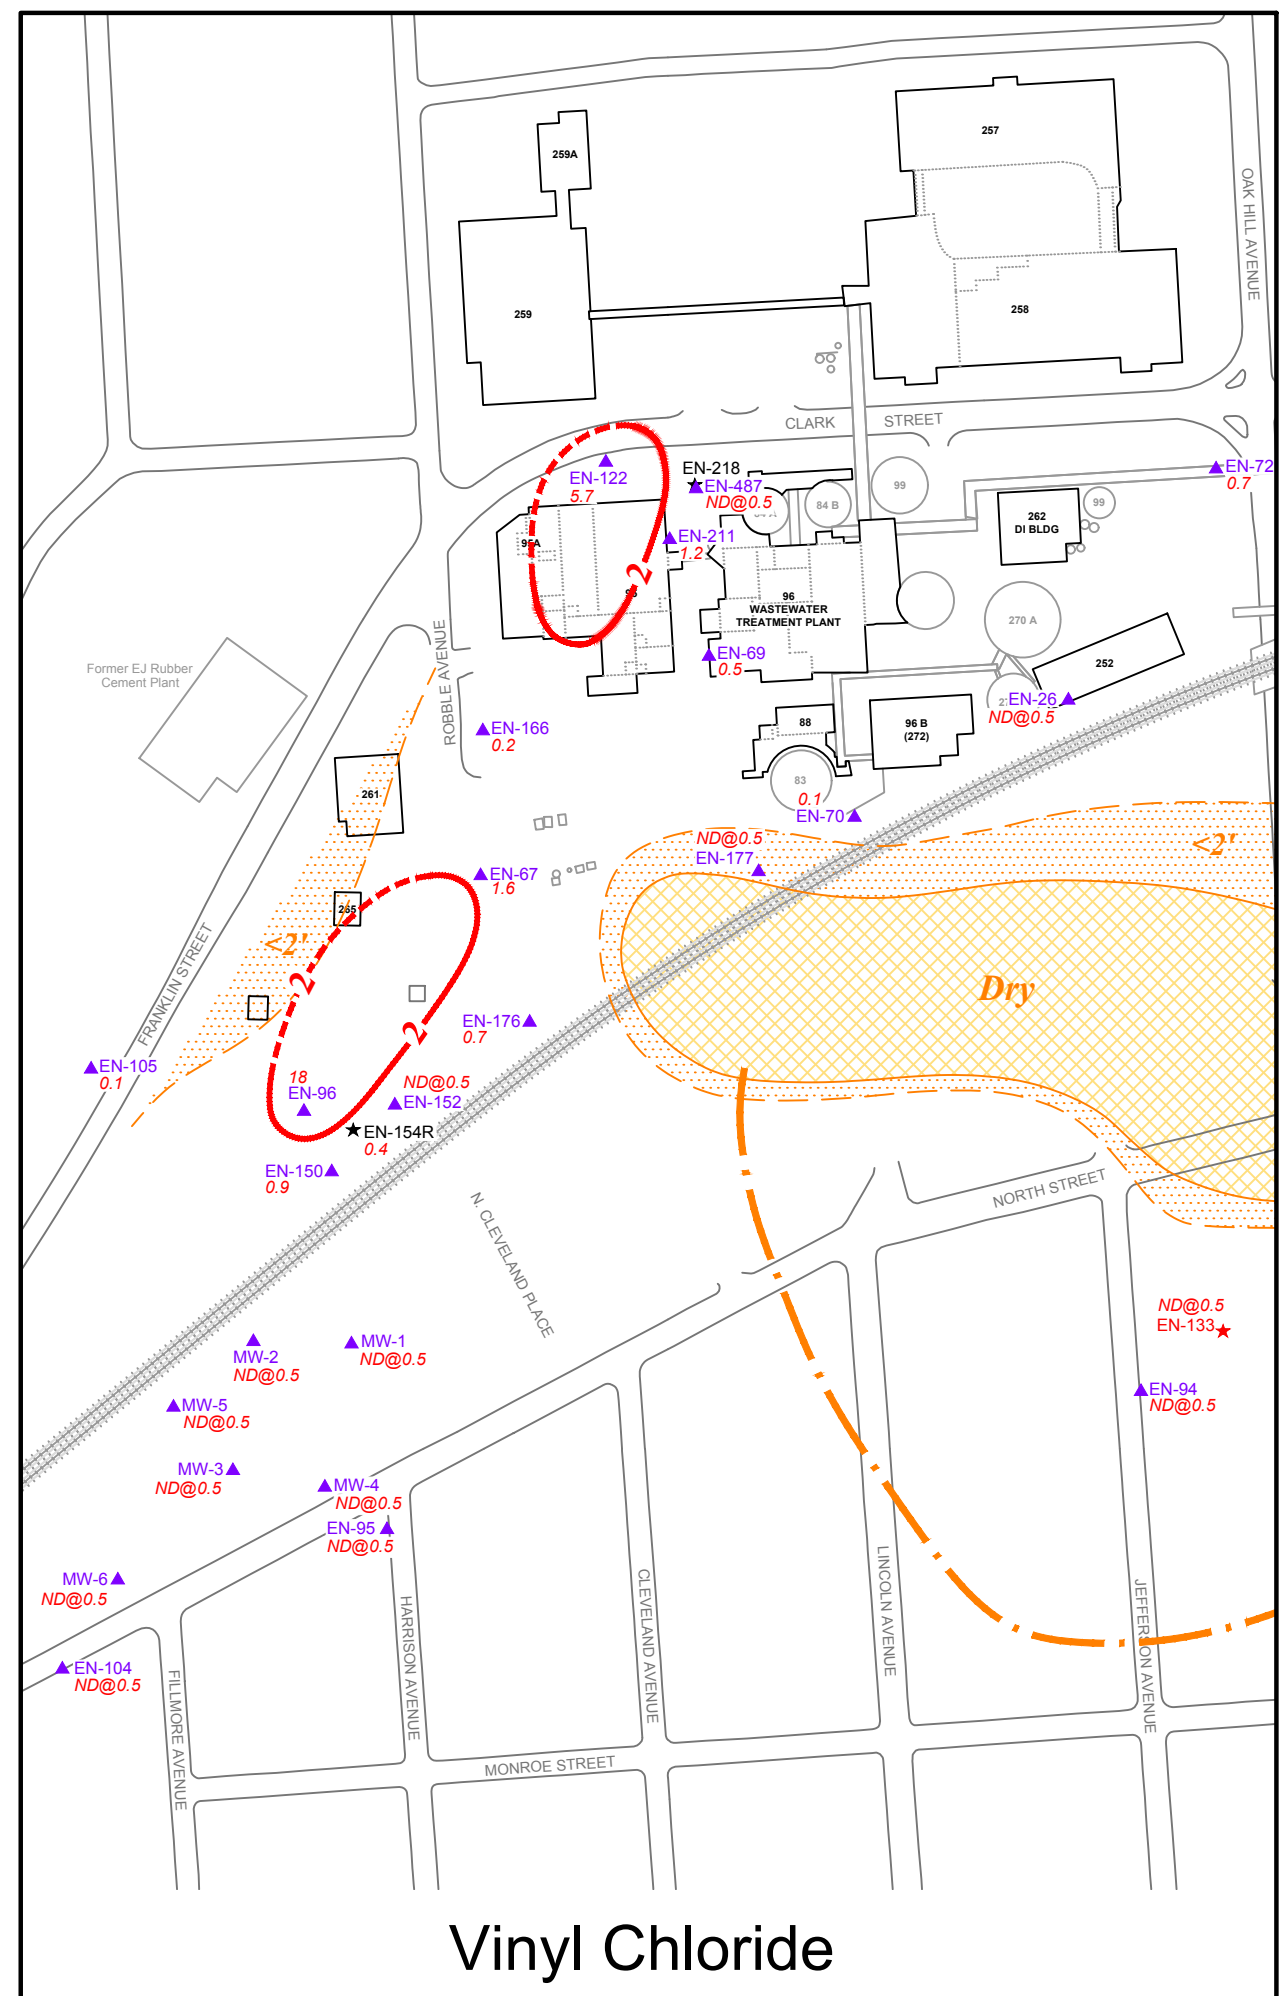 257
259A
OAK HILL AVENUE
258
259
CLARK STREET
EN-122
5.7
EN-218
EN-487
ND@0.5
84 B
99
EN-72
0.7
262
DI BLDG
99
95A
EN-211
1.2
2
96
WASTEWATER
TREATMENT PLANT
270 A
252
ROBBLE AVENUE
Former EJ Rubber
Cement Plant
EN-69
0.5
EN-26
ND@0.5
EN-166
0.2
88
96 B
(272)
83
261
0.1
EN-70
ND@0.5
EN-177
<2'
EN-67
1.6
265
<2'
FRANKLIN STREET
2
2
Dry
EN-176
0.7
EN-105
0.1
18
EN-96
ND@0.5
EN-152
EN-154R
0.4
EN-150
0.9
NORTH STREET
N. CLEVELAND PLACE
ND@0.5
EN-133
MW-2
ND@0.5
MW-1
ND@0.5
EN-94
ND@0.5
MW-5
ND@0.5
MW-3
ND@0.5
MW-4
ND@0.5
EN-95
ND@0.5
MW-6
ND@0.5
EN-104
ND@0.5
FILLMORE AVENUE
HARRISON AVENUE
CLEVELAND AVENUE
LINCOLN AVENUE
JEFFERSON AVENUE
MONROE STREET
Vinyl Chloride